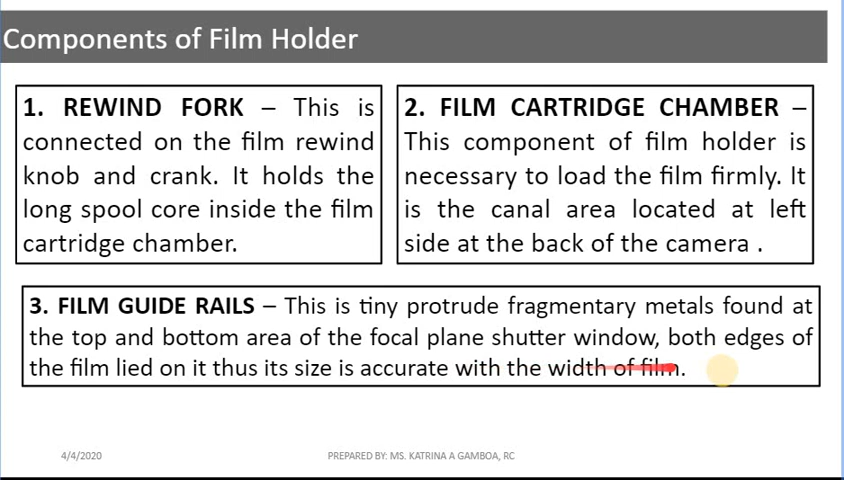 Components of Film Holder
1. REWIND FORK – This is
connected on the film rewind
knob and crank. It holds the
long spool core inside the film
cartridge chamber.
2. FILM CARTRIDGE CHAMBER –
This component of film holder is
necessary to load the film firmly. It
is the canal area located at left
side at the back of the camera .
3. FILM GUIDE RAILS – This is tiny protrude fragmentary metals found at
the top and bottom area of the focal plane shutter window, both edges of
the film lied on it thus its size is accurate with the width of film.
4/4/2020
PREPARED BY: MS. KATRINA A GAMBOA, RC